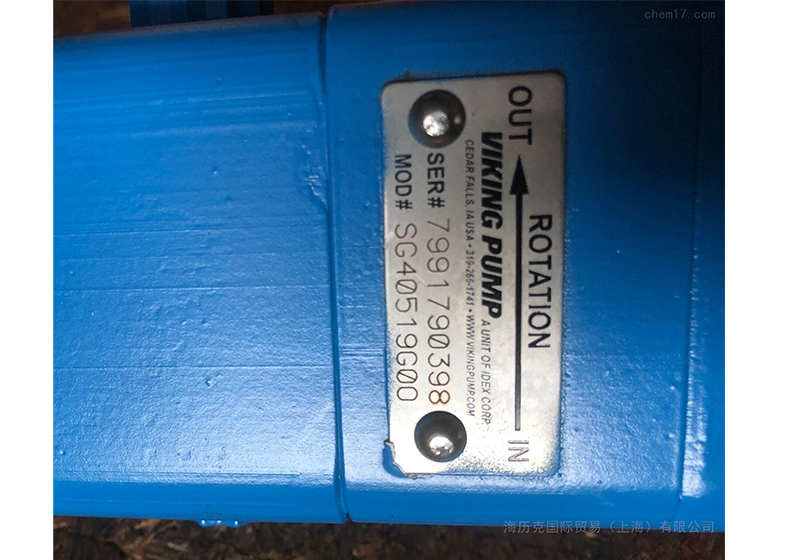 OUT ROTATION IN
VIKING PUMP A UNIT OF IDEX CORP.
CEDAR FALLS, IA USA • 319-266-1741 • WWW.VIKINGPUMP.COM
SER# 7991790398
MOD# SG40519G00
chem17.com
海历克国际贸易（上海）有限公司